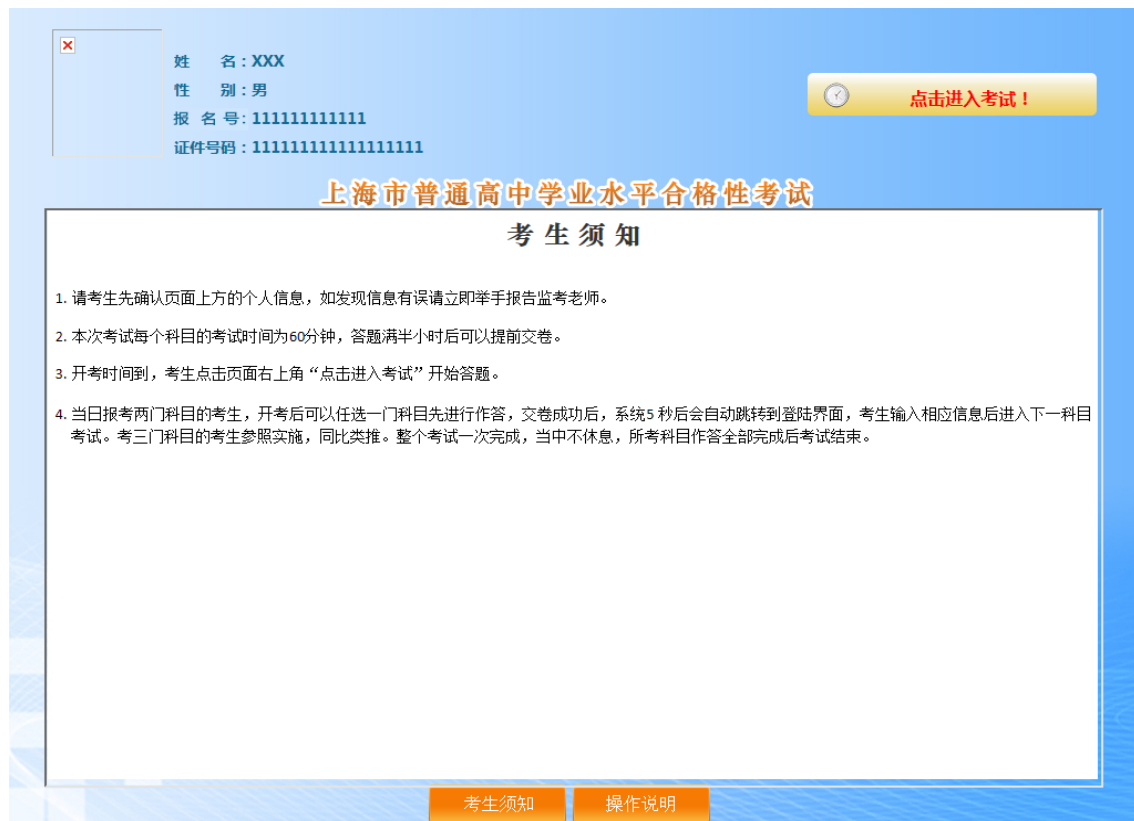 姓 名：XXX
性 别：男
报 名 号：111111111111
证件号码：111111111111111111
点击进入考试！
上海市普通高中学业水平合格性考试
考 生 须 知
1. 请考生先确认页面上方的个人信息，如发现信息有误请立即举手报告监考老师。
2. 本次考试每个科目的考试时间为60分钟，答题满半小时后可以提前交卷。
3. 开考时间到，考生点击页面右上角“点击进入考试”开始答题。
4. 当日报考两门科目的考生，开考后可以任选一门科目先进行作答，交卷成功后，系统5 秒后会自动跳转到登陆界面，考生输入相应信息后进入下一科目
考试。考三门科目的考生参照实施，同比类推。整个考试一次完成，当中不休息，所考科目作答全部完成后考试结束。
考生须知
操作说明